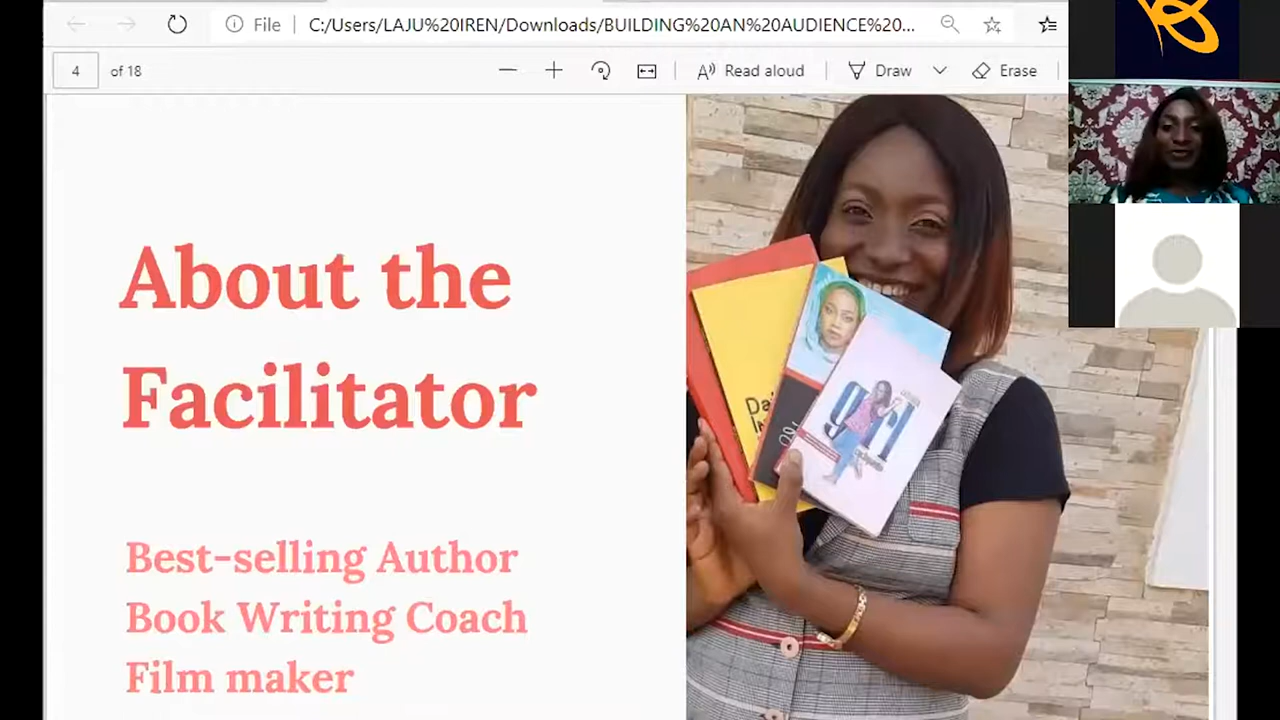 File C:/Users/LAJU%20IREN/Downloads/BUILDING%20AN%20AUDIENCE%20...
4 of 18 Read aloud Draw Erase
About the
Facilitator
Best-selling Author
Book Writing Coach
Film maker
girl